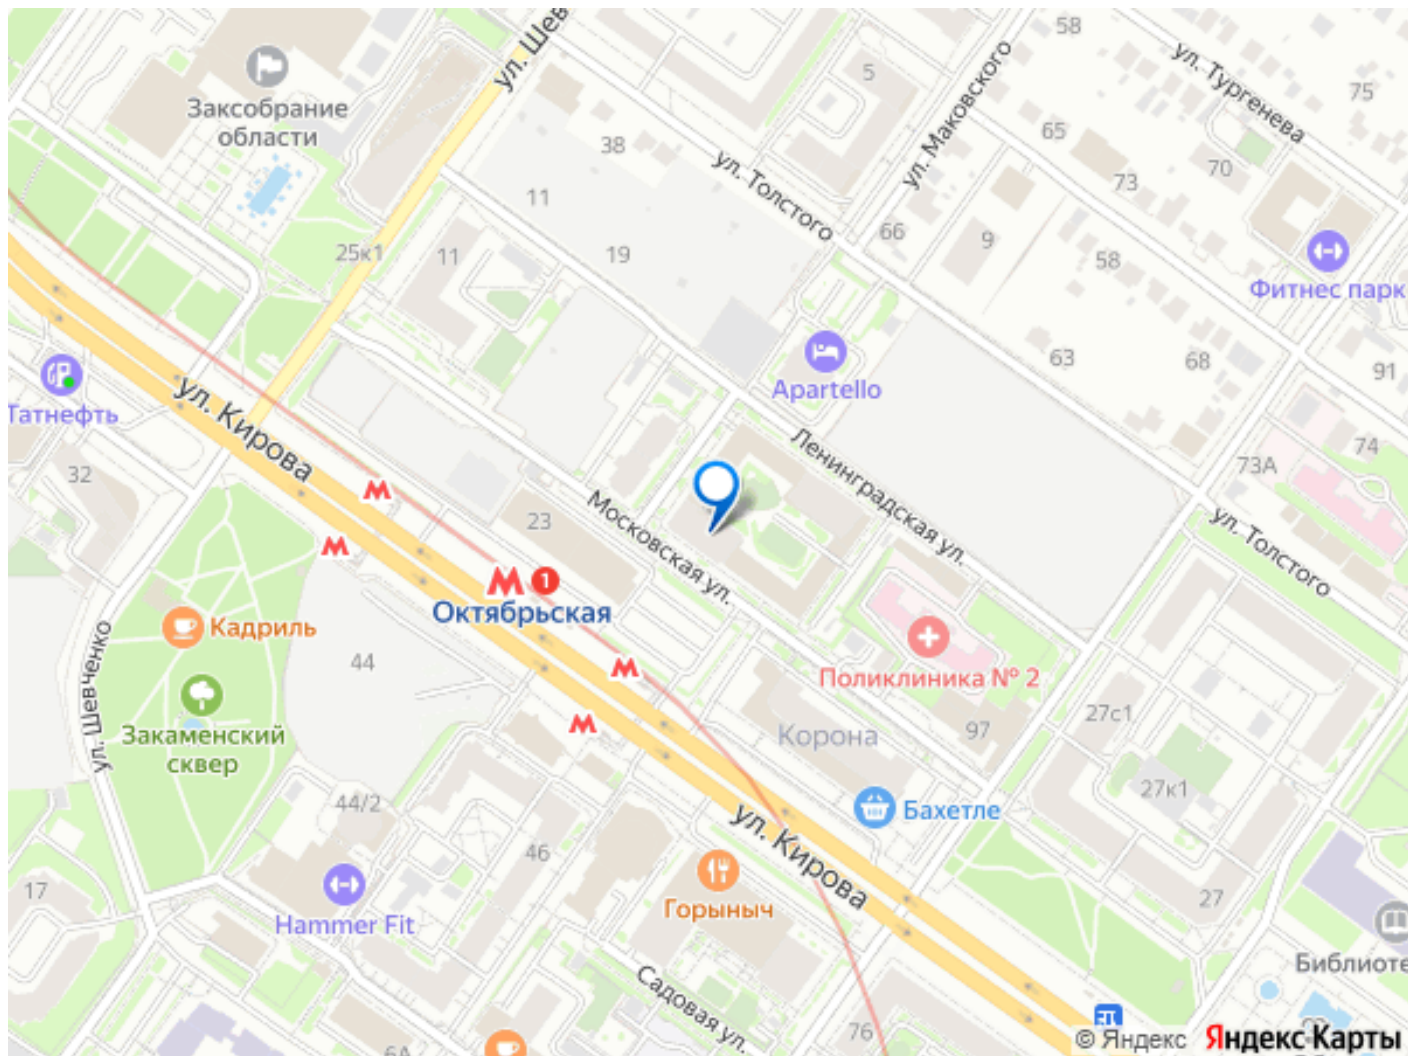 ул. Шев
58
ул. Тургенева
75
5
ул. Маковского
Заксобрание
области
65
38
ул. Толстого
70
73
11
66
9
25к1
11
19
58
Фитнес парк
63
68
Apartello
91
Татнефть
ул. Кирова
74
Ленинградская ул.
73А
32
23
Московская ул.
ул. Толстого
1
Октябрьская
Кадриль
ул. Шевченко
44
Поликлиника № 2
Закаменский
сквер
27с1
Корона
97
27к1
44/2
Бахетле
ул. Кирова
46
17
Горыныч
27
Hammer Fit
Библиоте
Садовая ул.
76
6А
© Яндекс Яндекс Карты